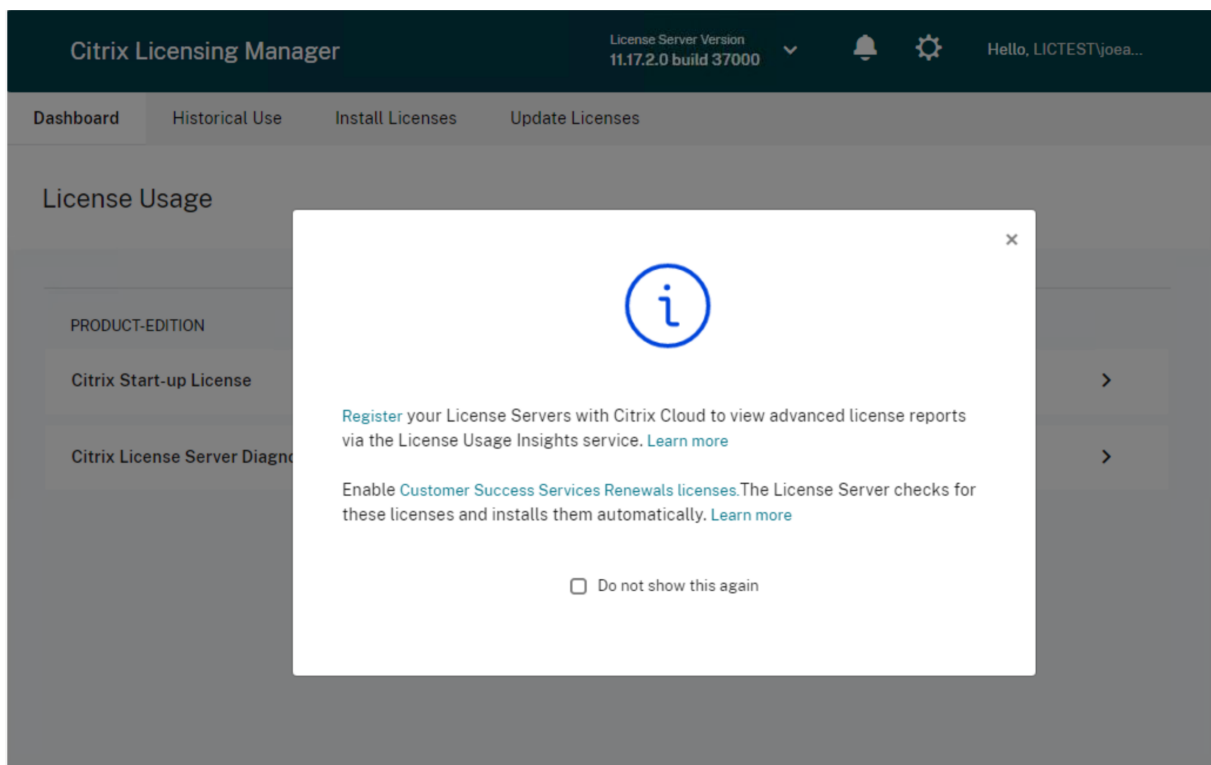 Citrix Licensing Manager
License Server Version
11.17.2.0 build 37000
Hello, LICTEST\joea...
Dashboard
Historical Use
Install Licenses
Update Licenses
License Usage
PRODUCT-EDITION
Citrix Start-up License
Citrix License Server Diagno
Register your License Servers with Citrix Cloud to view advanced license reports
via the License Usage Insights service. Learn more
Enable Customer Success Services Renewals licenses.The License Server checks for
these licenses and installs them automatically. Learn more
Do not show this again